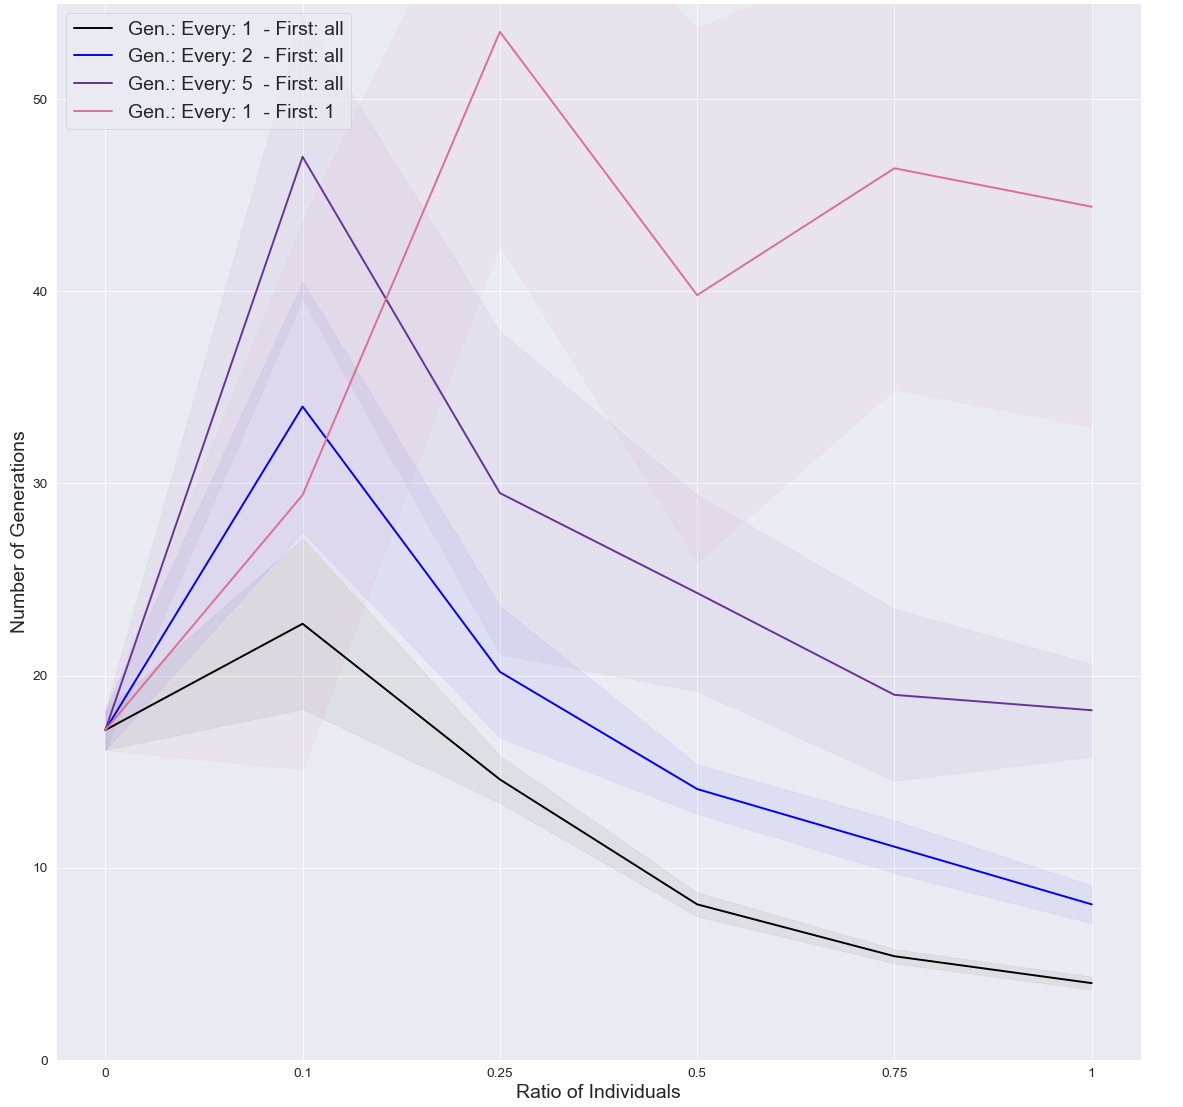 Gen.: Every: 1  - First: all
Gen.: Every: 2  - First: all
Gen.: Every: 5  - First: all
Gen.: Every: 1  - First: 1
50
40
30
20
10
0
Number of Generations
0 0.1 0.25 0.5 0.75 1
Ratio of Individuals